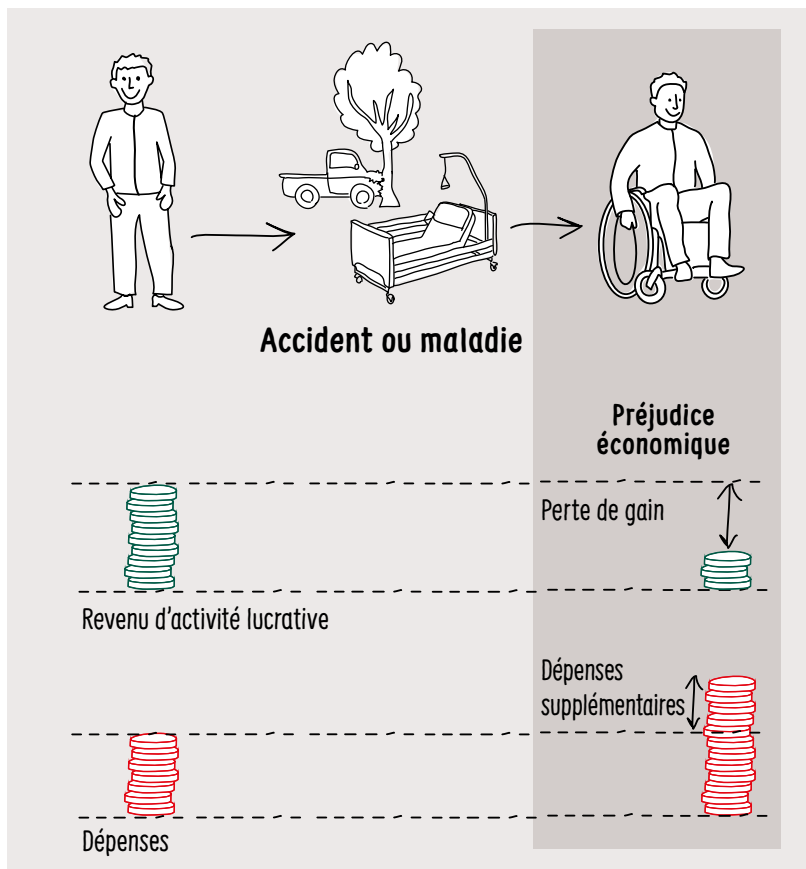 Accident ou maladie
Préjudice
économique
Perte de gain
Revenu d’activité lucrative
Dépenses
supplémentaires
Dépenses